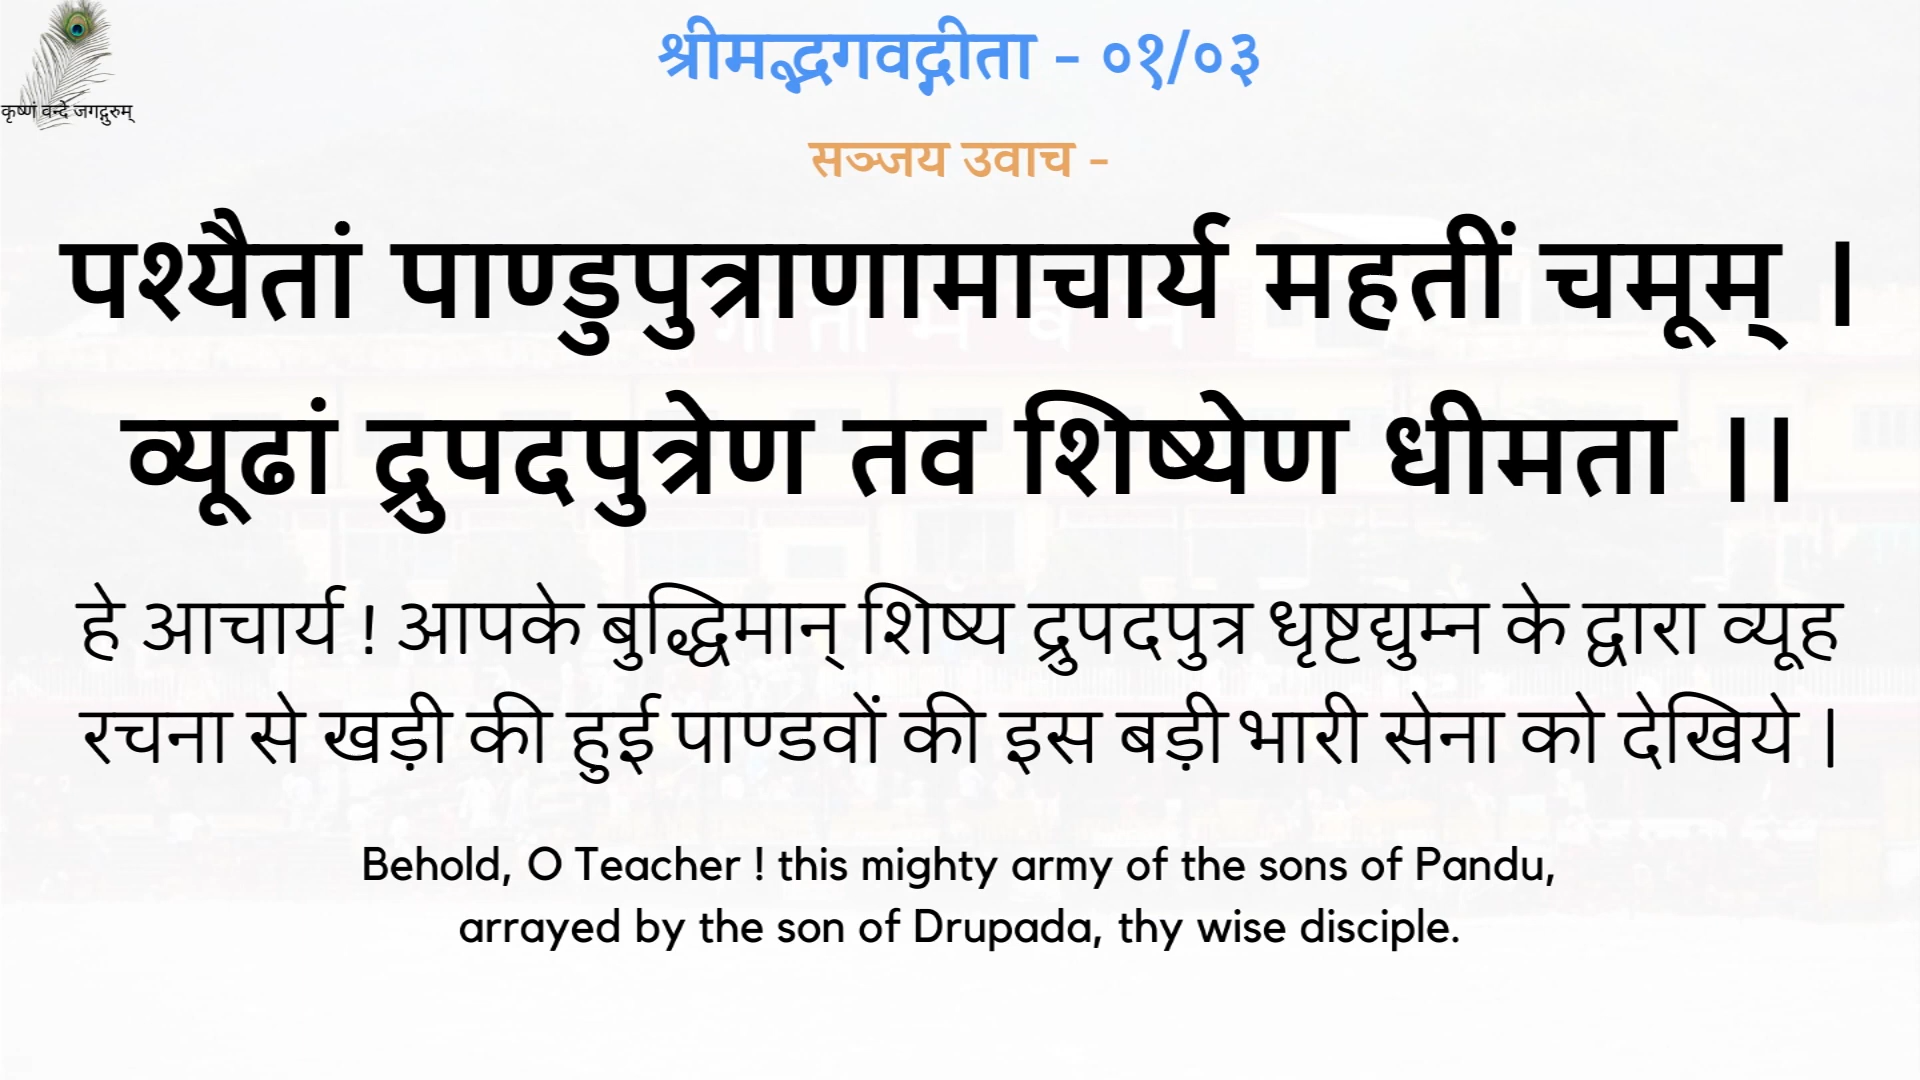 श्रीमद्भगवद्गीता - ०१/०३
कृष्णं वन्दे जगद्गुरुम्
सञ्जय उवाच -
पश्यैतां पाण्डुपुत्राणामाचार्य महतीं चमूम् ।
व्यूढां द्रुपदपुत्रेण तव शिष्येण धीमता ।।
हे आचार्य ! आपके बुद्धिमान् शिष्य द्रुपदपुत्र धृष्टद्युम्न के द्वारा व्यूह
रचना से खड़ी की हुई पाण्डवों की इस बड़ी भारी सेना को देखिये |
Behold, O Teacher ! this mighty army of the sons of Pandu,
arrayed by the son of Drupada, thy wise disciple.